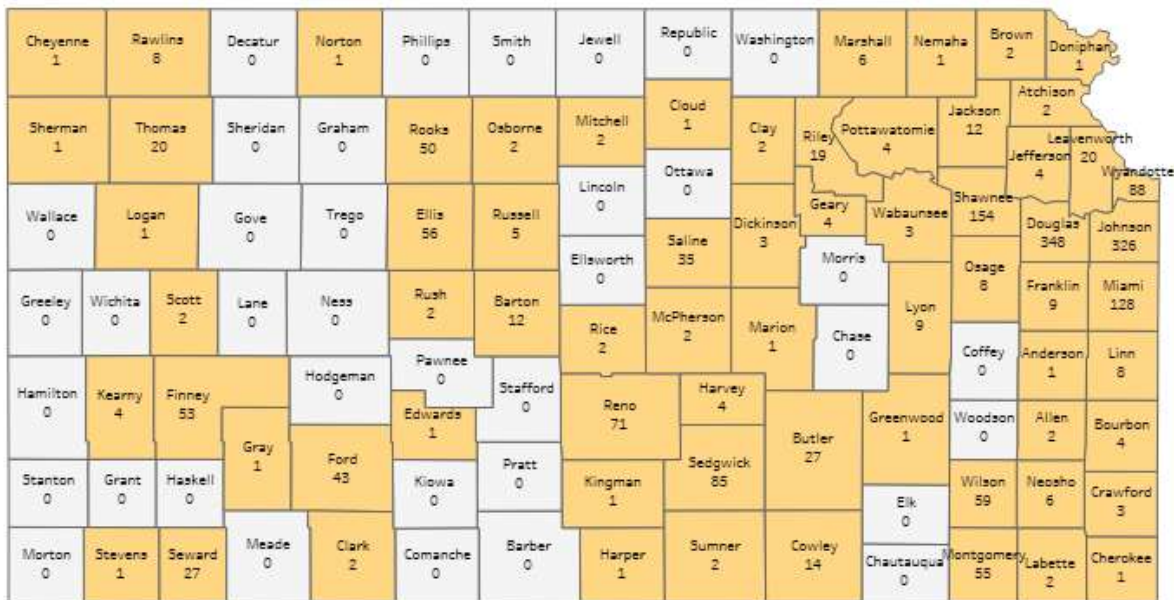 Cheyenne
1
Rawlins
8
Decatur
0
Norton
1
Phillips
0
Smith
0
Jewell
0
Republic
0
Washington
0
Marshall
6
Nemaha
1
Brown
2
Doniphan
1
Sherman
1
Thomas
20
Sheridan
0
Graham
0
Rooks
50
Osborne
2
Mitchell
2
Cloud
1
Clay
2
Riley
19
Pottawatomie
4
Jackson
12
Atchison
2
Jefferson
4
Leavenworth
20
Wyandotte
88
Lincoln
0
Ottawa
0
Wallace
0
Logan
1
Gove
0
Trego
0
Ellis
56
Russell
5
Ellsworth
0
Saline
35
Dickinson
3
Geary
4
Wabaunsee
3
Shawnee
154
Douglas
348
Johnson
326
Morris
0
Osage
8
Franklin
9
Miami
128
Greeley
0
Wichita
0
Scott
2
Lane
0
Ness
0
Rush
2
Barton
12
Rice
2
McPherson
2
Marion
1
Chase
0
Lyon
9
Coffey
0
Anderson
1
Linn
8
Hamilton
0
Kearny
4
Finney
53
Hodgeman
0
Pawnee
0
Stafford
0
Edwards
1
Reno
71
Harvey
4
Butler
27
Greenwood
1
Woodson
0
Allen
2
Bourbon
4
Stanton
0
Grant
0
Haskell
0
Gray
1
Ford
43
Kiowa
0
Pratt
0
Kingman
1
Sedgwick
85
Elk
0
Wilson
59
Neosho
6
Crawford
3
Morton
0
Stevens
1
Seward
27
Meade
0
Clark
2
Comanche
0
Barber
0
Harper
1
Sumner
2
Cowley
14
Chautauqua
0
Montgomery
55
Labette
2
Cherokee
1